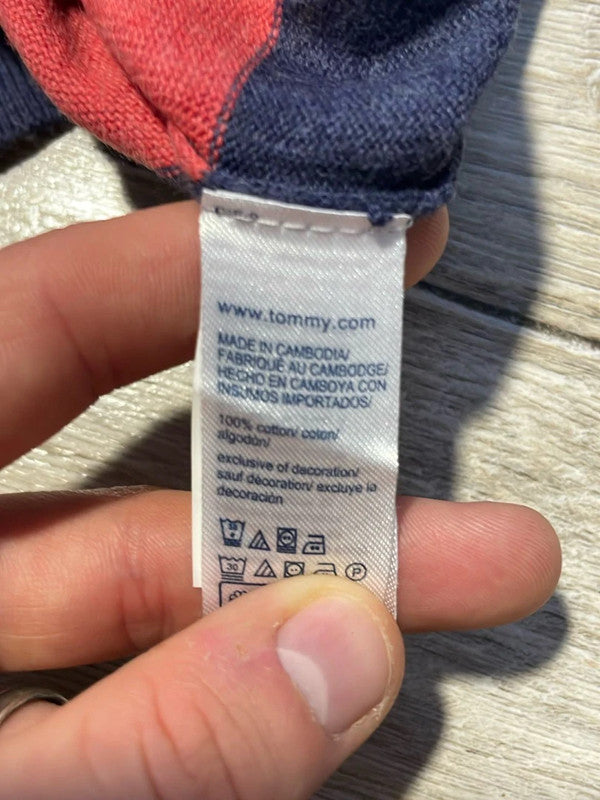 www.tommy.com
MADE IN CAMBODIA/
FABRIQUÉ AU CAMBODGE/
HECHO EN CAMBOYA CON
INSUMOS IMPORTADOS/
100% cotton/ coton/
algodón/
exclusive of decoration/
sauf décoration/ excluye la
decoración
30
30 P